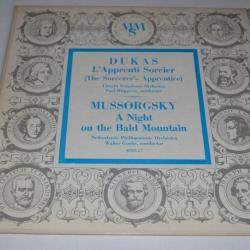 MMS
DUKAS
L'Apprenti Sorcier
(The Sorcerer's Apprentice)
Utrecht Symphony Orchestra
Paul Hupperts, conductor
MUSSORGSKY
A Night
on the Bald Mountain
Netherlands Philharmonic Orchestra
Walter Goehr, conductor